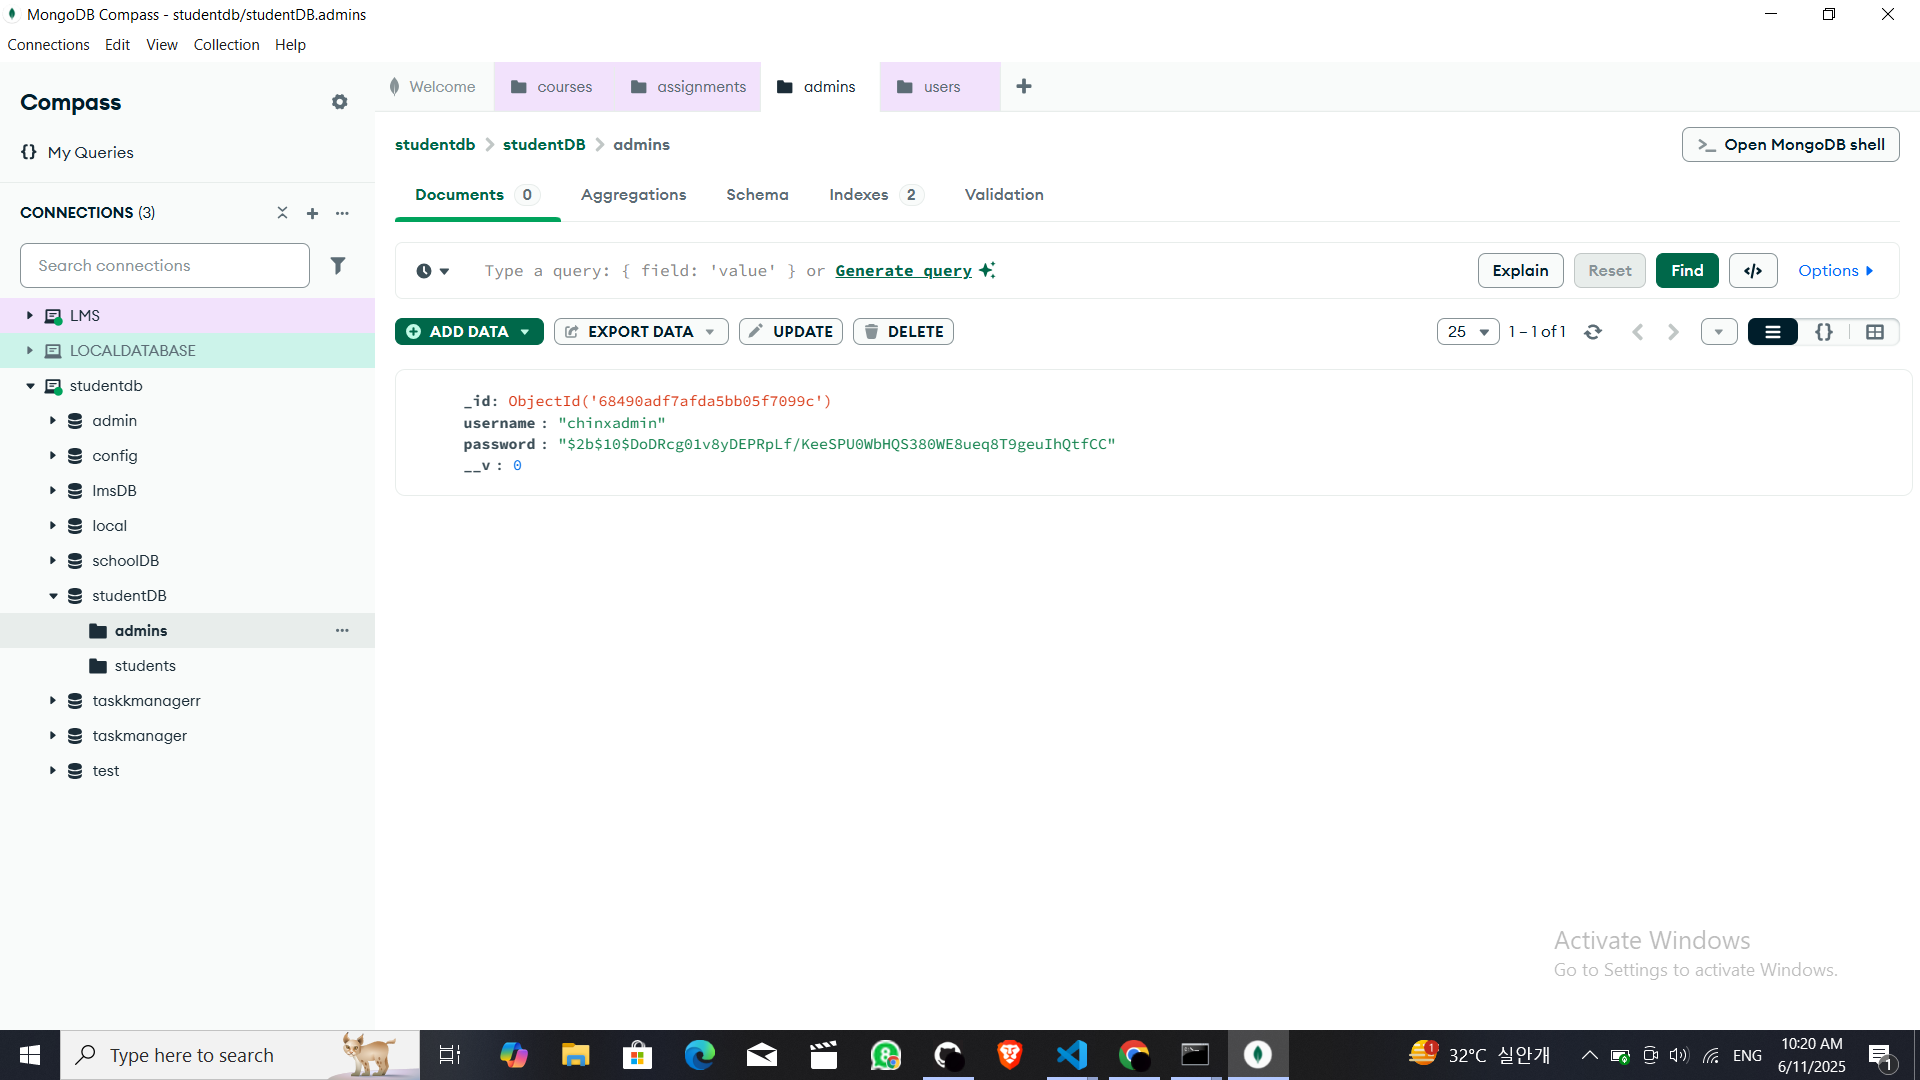 MongoDB Compass - studentdb/studentDB.admins
Connections Edit View Collection Help
Compass
My Queries
CONNECTIONS (3)
Search connections
LMS
LOCALDATABASE
studentdb
admin
config
lmsDB
local
schoolDB
studentDB
admins
students
taskkmanagerr
taskmanager
test
Welcome courses assignments admins users
studentdb > studentDB > admins
>_ Open MongoDB shell
Documents 0 Aggregations Schema Indexes 2 Validation
Type a query: { field: 'value' } or Generate query
Explain Reset Find </> Options
ADD DATA EXPORT DATA UPDATE DELETE
25 1 – 1 of 1 {}
_id: ObjectId('68490adf7afda5bb05f7099c')
username : "chinxadmin"
password : "$2b$10$DoDRcg01v8yDEPRpLf/KeeSPU0WbHQS380WE8ueq8T9geuIhQtfCC"
__v : 0
Activate Windows
Go to Settings to activate Windows.
Type here to search
32°C 실안개
ENG
10:20 AM
6/11/2025
1